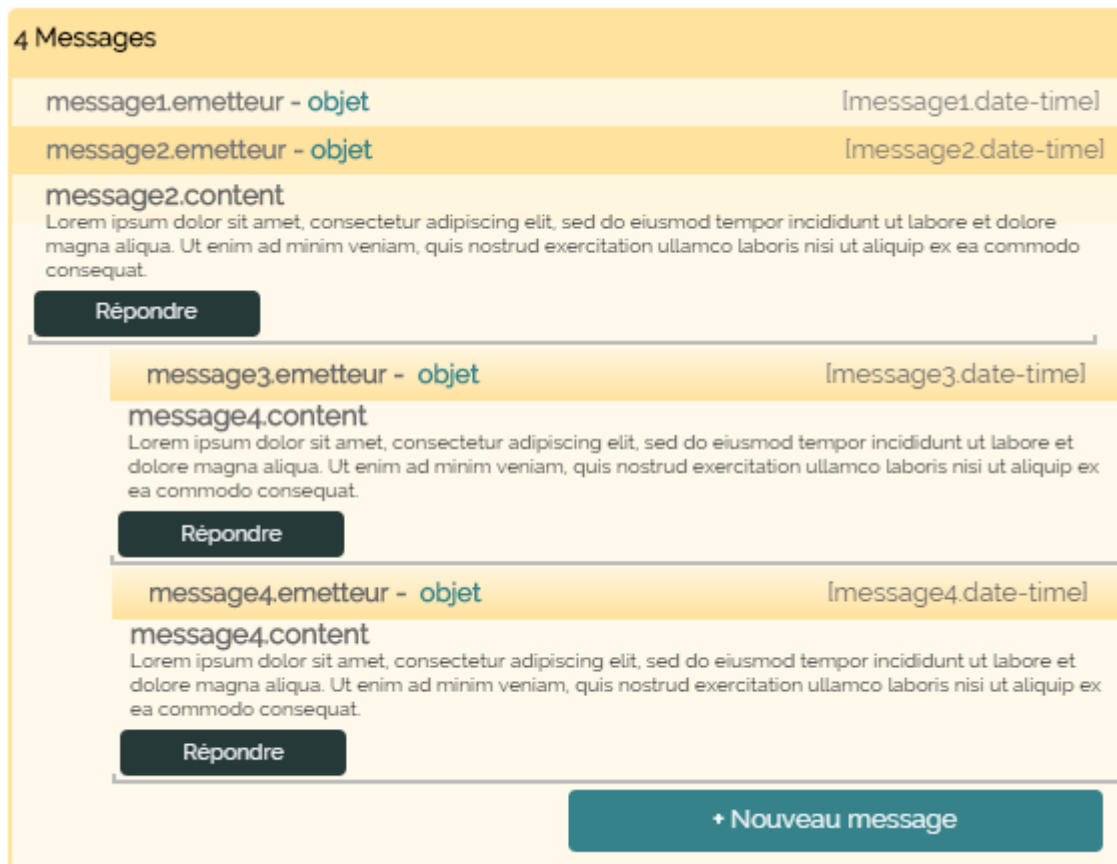 4 Messages
message1.emetteur - objet [message1.date-time]
message2.emetteur - objet [message2.date-time]
message2.content
Lorem ipsum dolor sit amet, consectetur adipiscing elit, sed do eiusmod tempor incididunt ut labore et dolore
magna aliqua. Ut enim ad minim veniam, quis nostrud exercitation ullamco laboris nisi ut aliquip ex ea commodo
consequat.
Répondre
message3.emetteur - objet [message3.date-time]
message4.content
Lorem ipsum dolor sit amet, consectetur adipiscing elit, sed do eiusmod tempor incididunt ut labore et
dolore magna aliqua. Ut enim ad minim veniam, quis nostrud exercitation ullamco laboris nisi ut aliquip ex
ea commodo consequat.
Répondre
message4.emetteur - objet [message4.date-time]
message4.content
Lorem ipsum dolor sit amet, consectetur adipiscing elit, sed do eiusmod tempor incididunt ut labore et
dolore magna aliqua. Ut enim ad minim veniam, quis nostrud exercitation ullamco laboris nisi ut aliquip ex
ea commodo consequat.
Répondre
+ Nouveau message